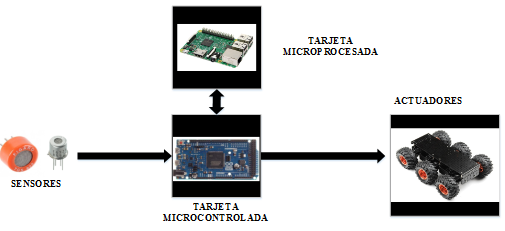 TARJETA
MICROPROCESADA
ACTUADORES
SENSORES
TARJETA
MICROCONTROLADA